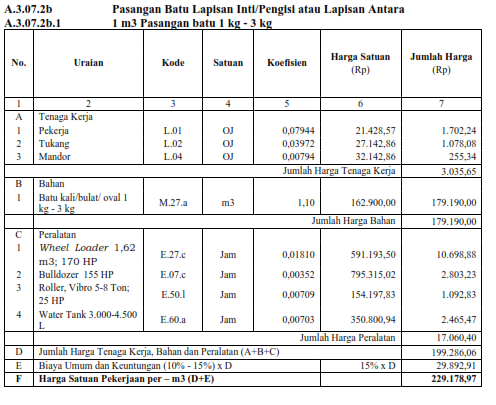 A.3.07.2b Pasangan Batu Lapisan Inti/Pengisi atau Lapisan Antara
A.3.07.2b.1 1 m3 Pasangan batu 1 kg - 3 kg
No. Uraian Kode Satuan Koefisien Harga Satuan (Rp) Jumlah Harga (Rp)
1 2 3 4 5 6 7
A Tenaga Kerja
1 Pekerja L.01 OJ 0,07944 21.428,57 1.702,24
2 Tukang L.02 OJ 0,03972 27.142,86 1.078,08
3 Mandor L.04 OJ 0,00794 32.142,86 255,34
Jumlah Harga Tenaga Kerja 3.035,65
B Bahan
1 Batu kali/bulat/ oval 1 kg - 3 kg M.27.a m3 1,10 162.900,00 179.190,00
Jumlah Harga Bahan 179.190,00
C Peralatan
1 Wheel Loader 1,62 m3; 170 HP E.27.c Jam 0,01810 591.193,50 10.698,88
2 Bulldozer 155 HP E.07.c Jam 0,00352 795.315,02 2.803,23
3 Roller, Vibro 5-8 Ton; 25 HP E.50.l Jam 0,00709 154.197,83 1.092,83
4 Water Tank 3.000-4.500 L E.60.a Jam 0,00703 350.800,94 2.465,47
Jumlah Harga Peralatan 17.060,40
D Jumlah Harga Tenaga Kerja, Bahan dan Peralatan (A+B+C) 199.286,06
E Biaya Umum dan Keuntungan (10% - 15%) x D 15% x D 29.892,91
F Harga Satuan Pekerjaan per – m3 (D+E) 229.178,97